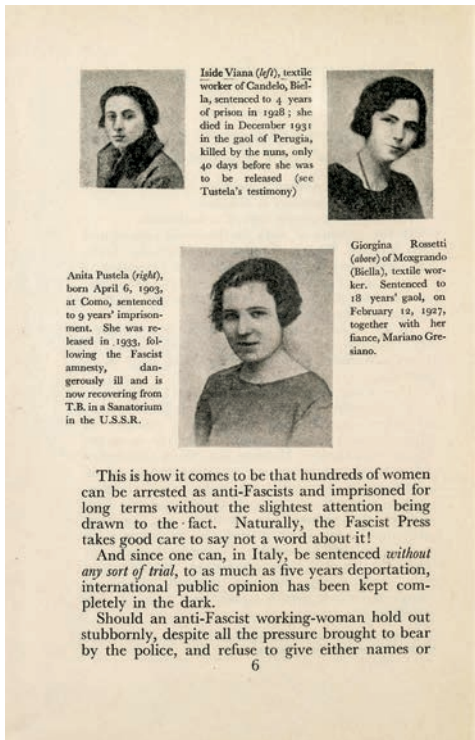 Iside Viana (left), textile
worker of Candelo, Biel-
la, sentenced to 4 years
of prison in 1928 ; she
died in December 1931
in the gaol of Perugia,
killed by the nuns, only
40 days before she was
to be released (see
Tustela's testimony)
Giorgina Rossetti
(above) of Moxgrando
(Biella), textile wor-
ker. Sentenced to
18 years' gaol, on
February 12, 1927,
together with her
fiance, Mariano Gre-
siano.
Anita Pustela (right),
born April 6, 1903,
at Como, sentenced
to 9 years' imprison-
ment. She was re-
leased in 1933, fol-
lowing the Fascist
amnesty, dan-
gerously ill and is
now recovering from
T.B. in a Sanatorium
in the U.S.S.R.
This is how it comes to be that hundreds of women
can be arrested as anti-Fascists and imprisoned for
long terms without the slightest attention being
drawn to the fact. Naturally, the Fascist Press
takes good care to say not a word about it!
And since one can, in Italy, be sentenced without
any sort of trial, to as much as five years deportation,
international public opinion has been kept com-
pletely in the dark.
Should an anti-Fascist working-woman hold out
stubbornly, despite all the pressure brought to bear
by the police, and refuse to give either names or
6